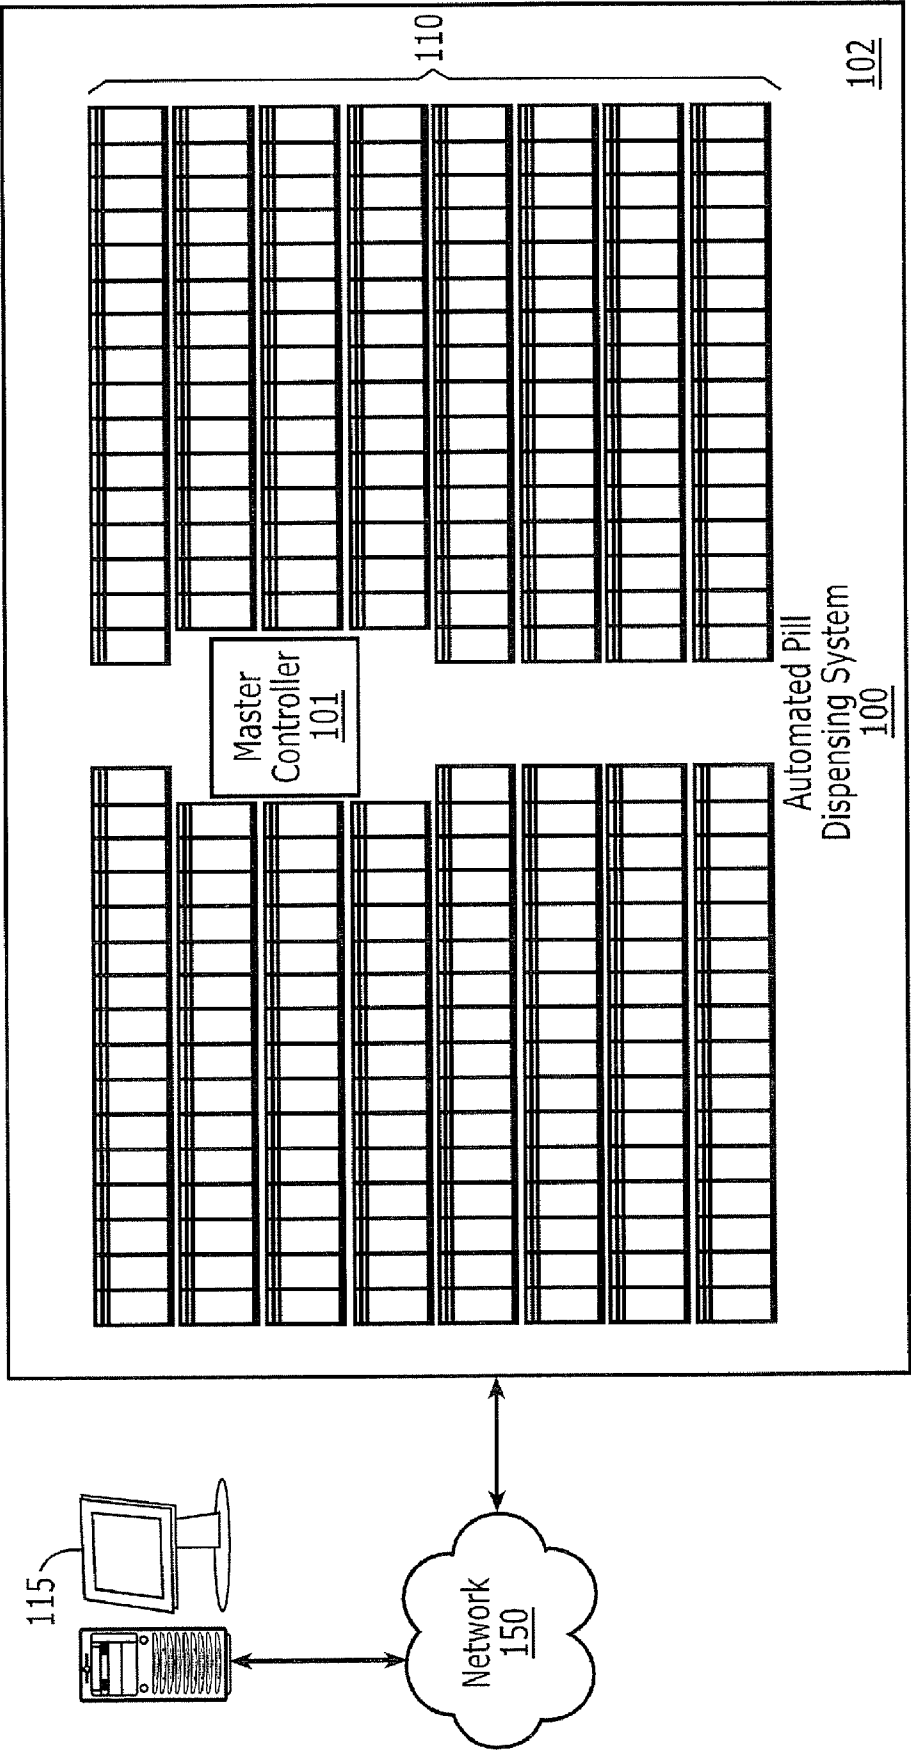 115
Network
150
110
Master
Controller
101
102
Automated Pill
Dispensing System
100